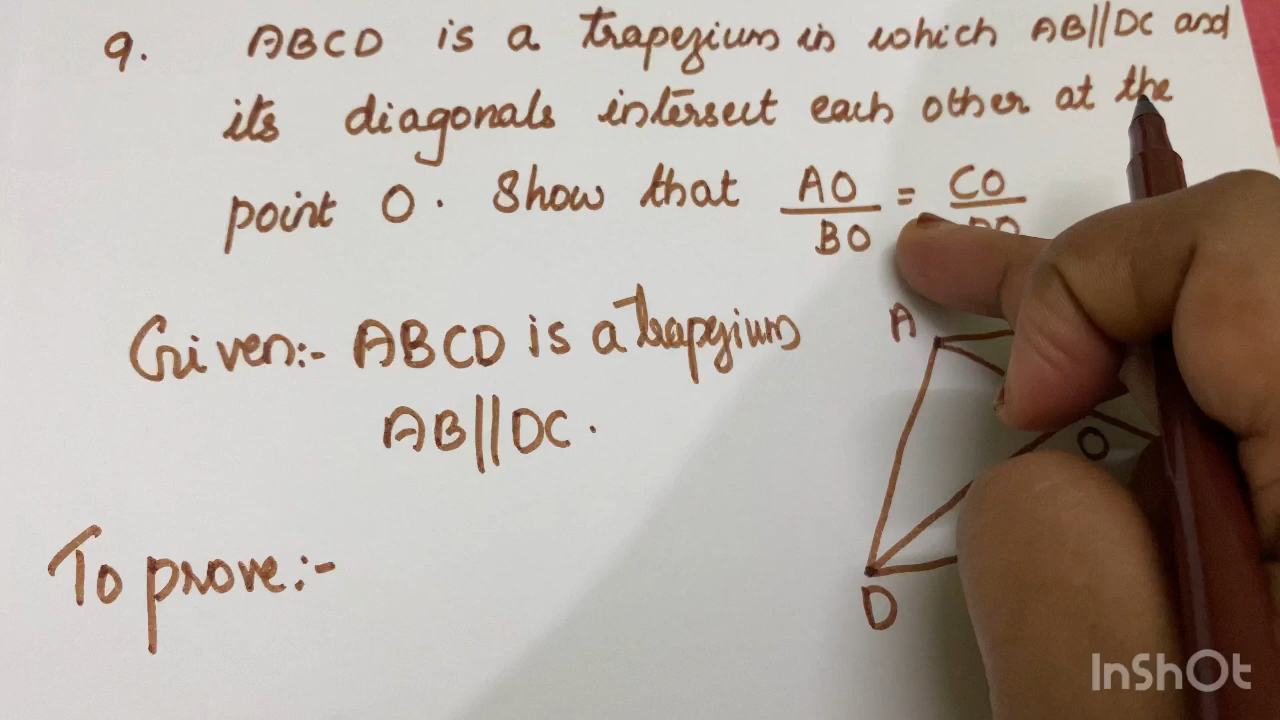 9. ABCD is a trapezium in which AB||DC and
its diagonals intersect each other at the
point O. Show that AO/BO = CO/DO
Given:- ABCD is a trapezium
AB||DC.
To prove:-
A
O
D
InShOt